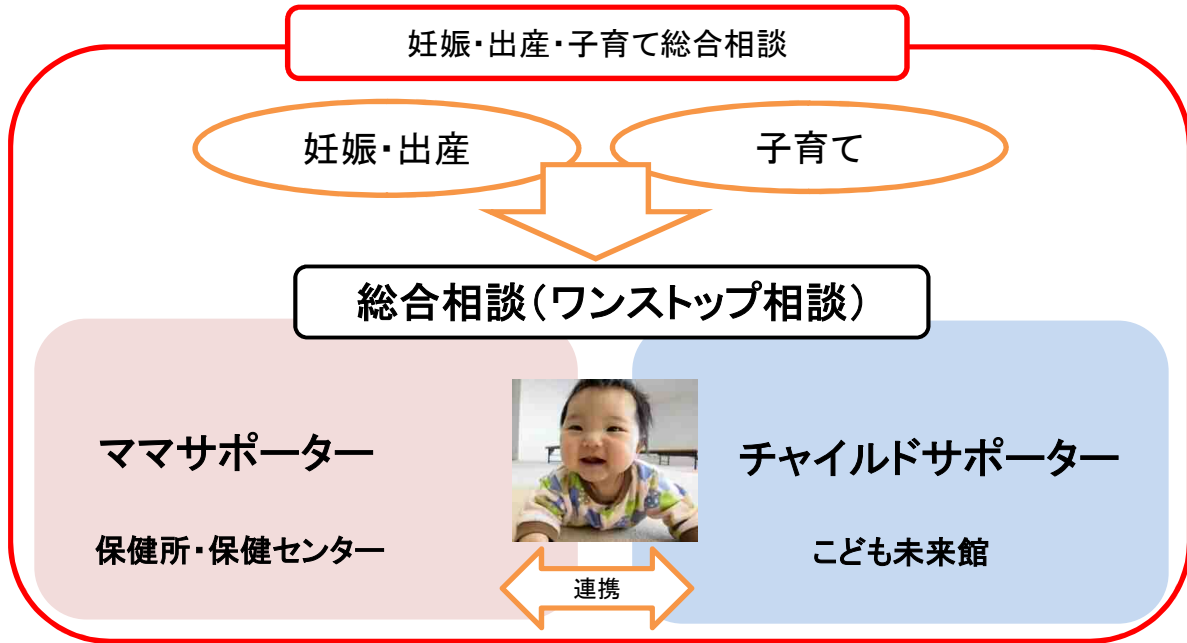 妊娠・出産・子育て総合相談
妊娠・出産
子育て
総合相談(ワンストップ相談)
ママサポーター
チャイルドサポーター
保健所・保健センター
こども未来館
連携